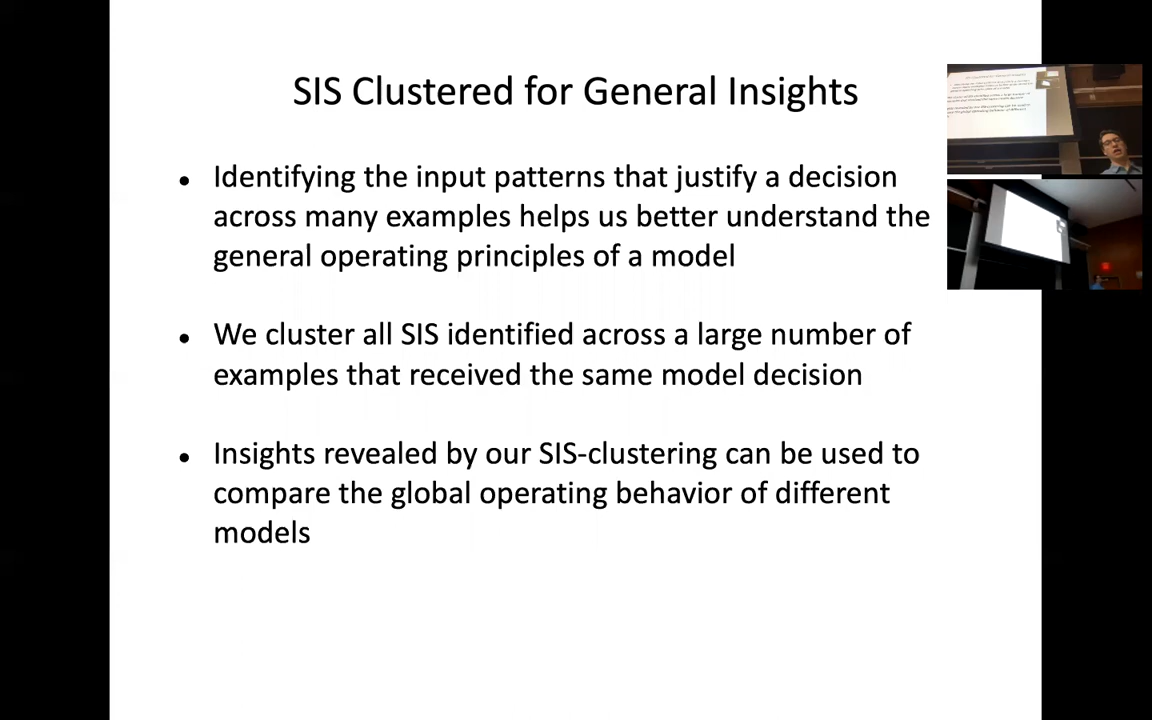 SIS Clustered for General Insights
• Identifying the input patterns that justify a decision
across many examples helps us better understand the
general operating principles of a model
• We cluster all SIS identified across a large number of
examples that received the same model decision
• Insights revealed by our SIS-clustering can be used to
compare the global operating behavior of different
models